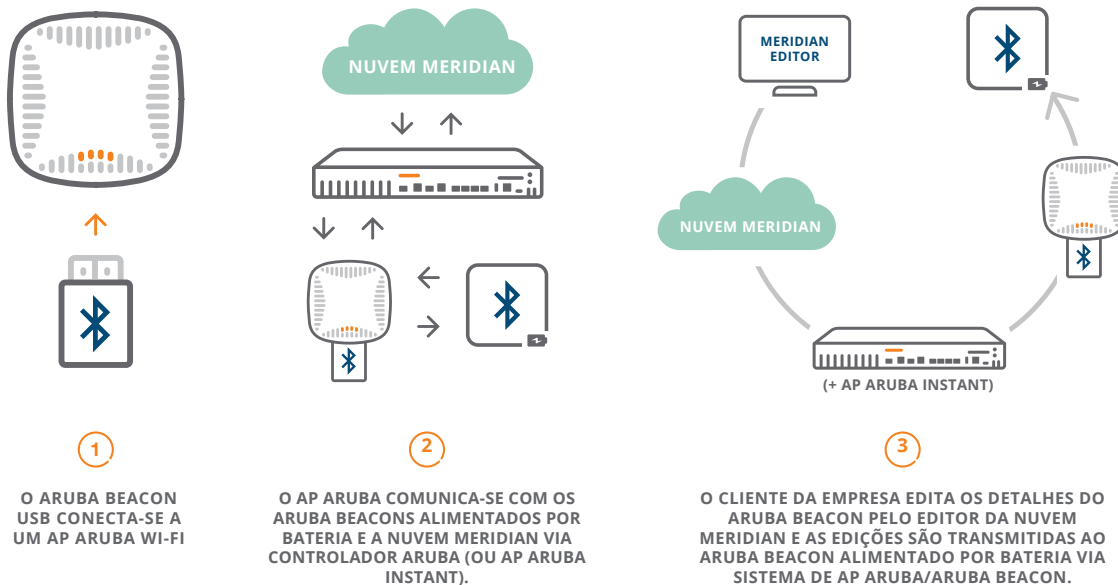 NUVEM MERIDIAN
MERIDIAN
EDITOR
NUVEM MERIDIAN
(+ AP ARUBA INSTANT)
1
O ARUBA BEACON
USB CONECTA-SE A
UM AP ARUBA WI-FI
2
O AP ARUBA COMUNICA-SE COM OS
ARUBA BEACONS ALIMENTADOS POR
BATERIA E A NUVEM MERIDIAN VIA
CONTROLADOR ARUBA (OU AP ARUBA
INSTANT).
3
O CLIENTE DA EMPRESA EDITA OS DETALHES DO
ARUBA BEACON PELO EDITOR DA NUVEM
MERIDIAN E AS EDIÇÕES SÃO TRANSMITIDAS AO
ARUBA BEACON ALIMENTADO POR BATERIA VIA
SISTEMA DE AP ARUBA/ARUBA BEACON.